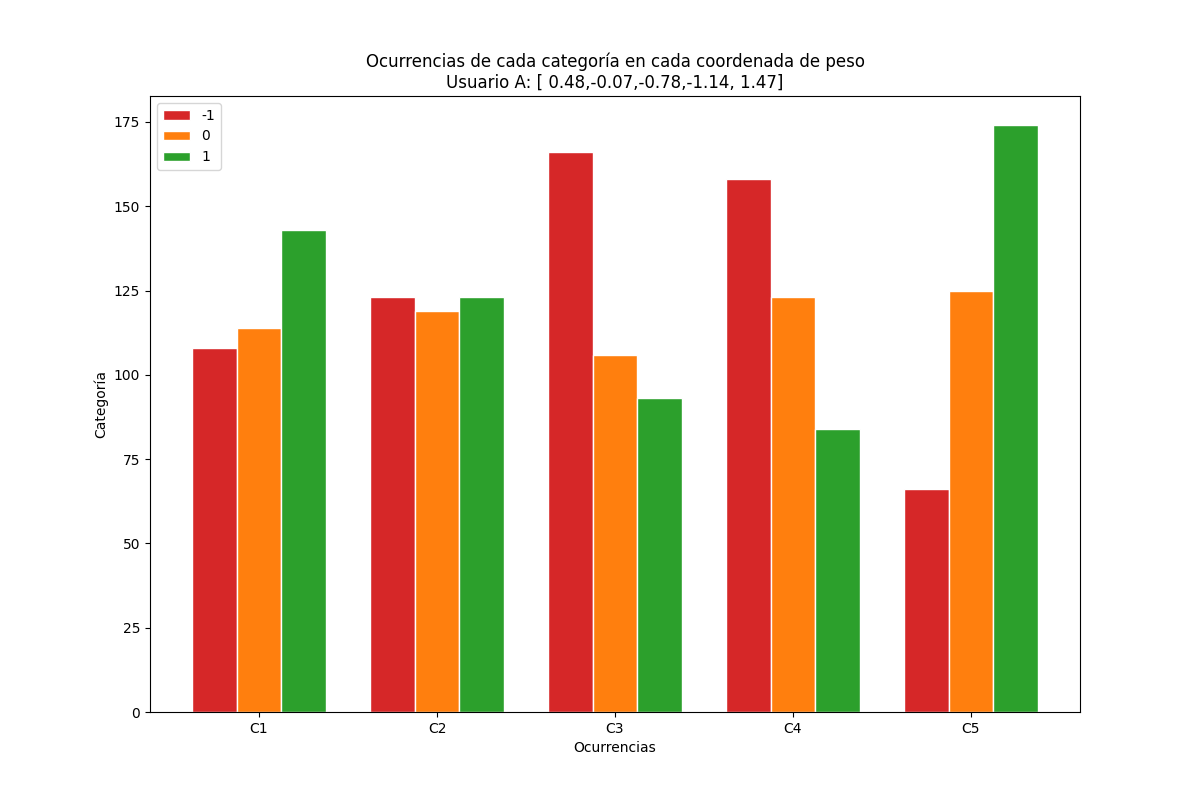 Ocurrencias de cada categoría en cada coordenada de peso
Usuario A: [ 0.48,-0.07,-0.78,-1.14, 1.47]
-1
0
1
175
150
125
100
75
50
25
0
Categoría
C1 C2 C3 C4 C5
Ocurrencias